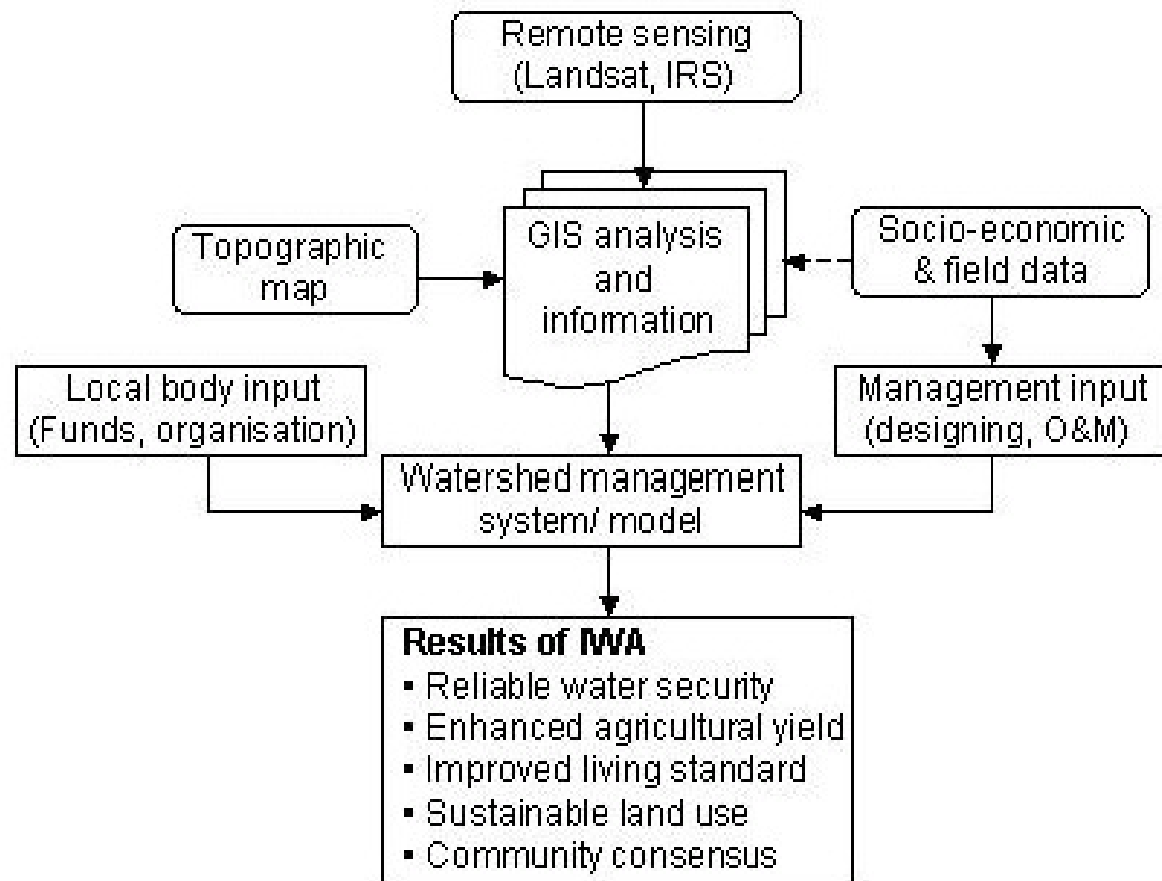 Remote sensing
(Landsat, IRS)
GIS analysis
and
information
Topographic
map
Socio-economic
& field data
Local body input
(Funds, organisation)
Management input
(designing, O&M)
Watershed management
system/ model
Results of IWA
▪ Reliable water security
▪ Enhanced agricultural yield
▪ Improved living standard
▪ Sustainable land use
▪ Community consensus